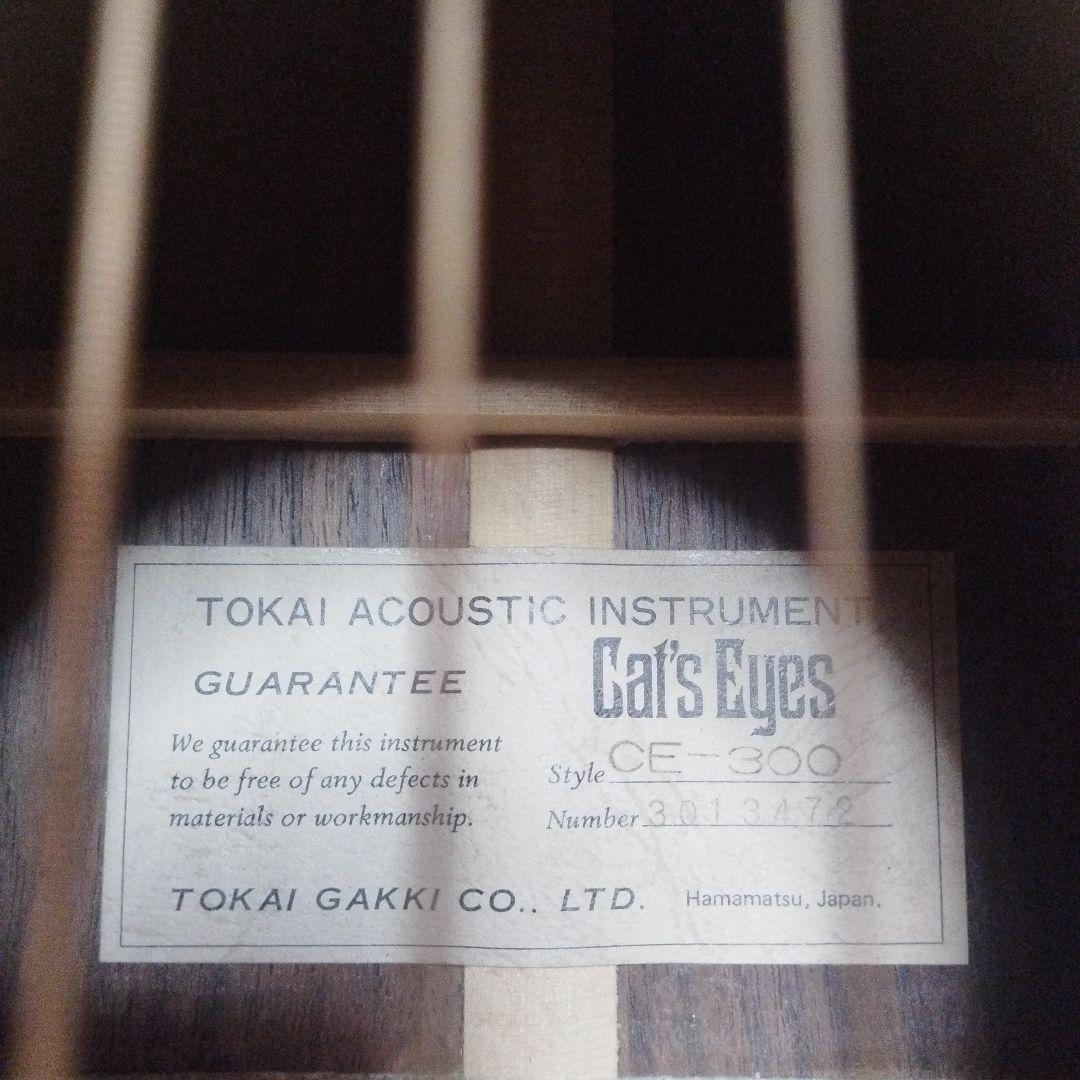 TOKAI ACOUSTIC INSTRUMENT
Cat's Eyes
GUARANTEE
We guarantee this instrument
to be free of any defects in
materials or workmanship.
Style CE-300
Number 3013472
TOKAI GAKKI CO., LTD. Hamamatsu, Japan.